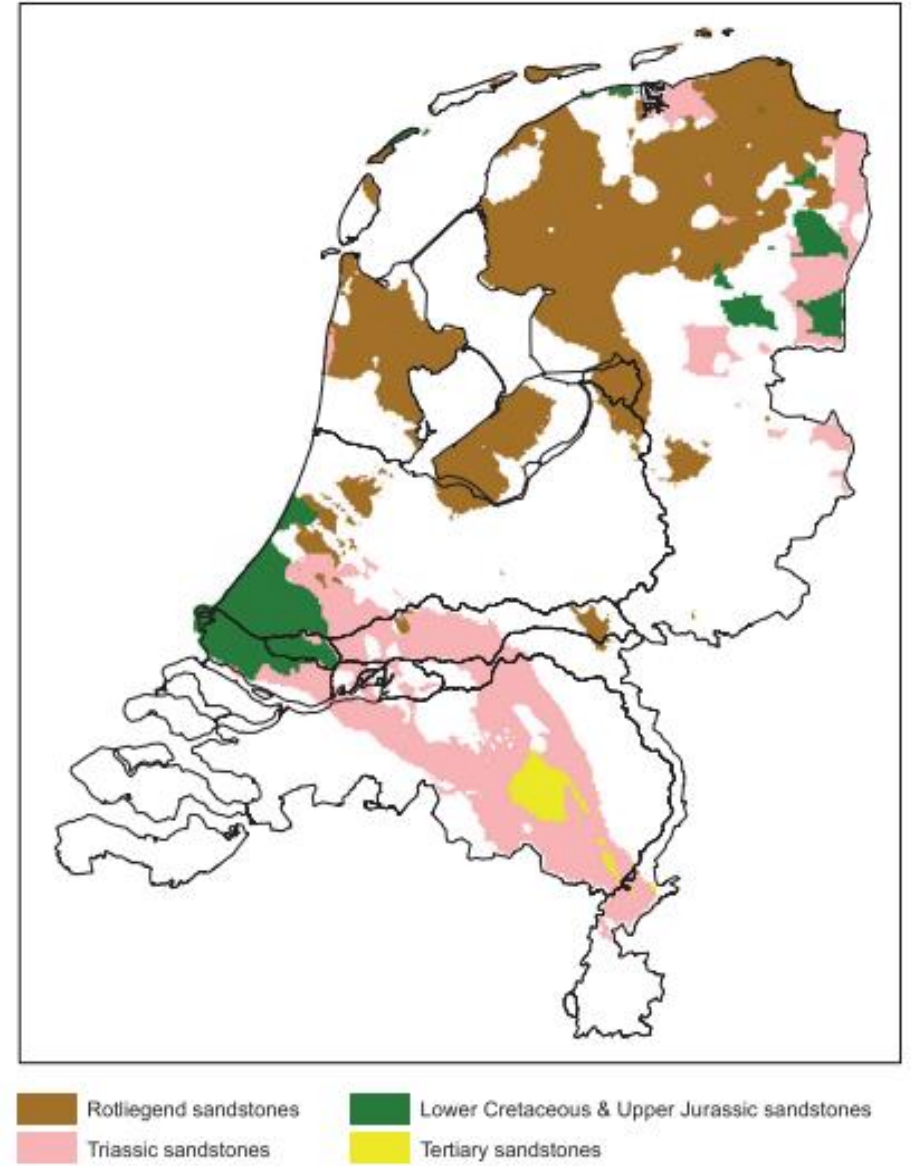 Rotliegend sandstones
Lower Cretaceous & Upper Jurassic sandstones
Triassic sandstones
Tertiary sandstones